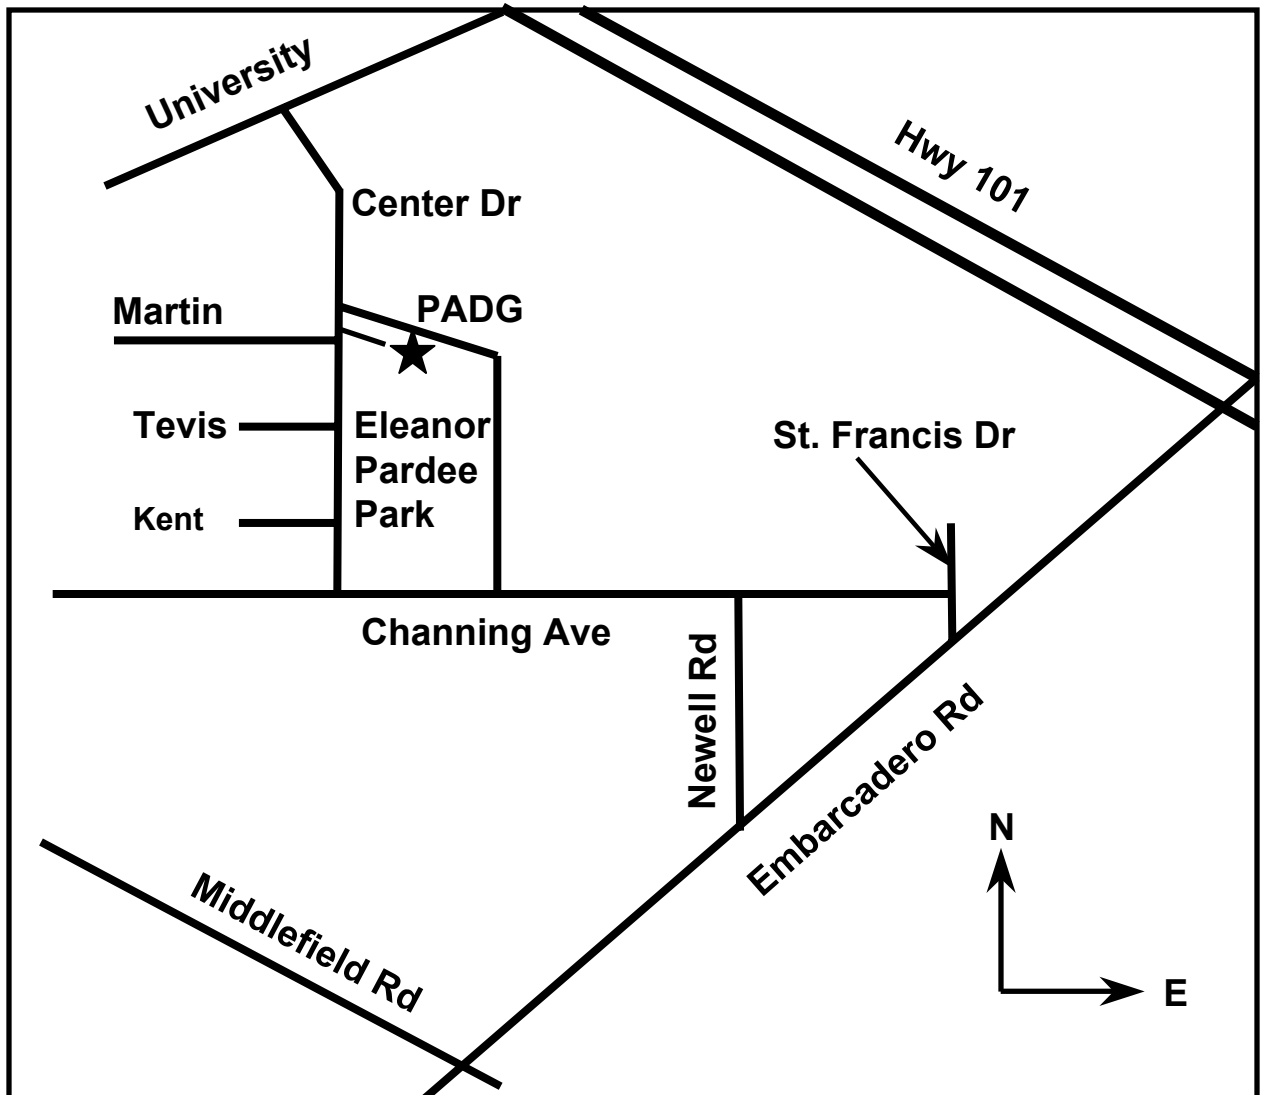 University
Hwy 101
Center Dr
Martin
PADG
Tevis
Eleanor
Pardee
Park
Kent
St. Francis Dr
Channing Ave
Newell Rd
Embarcadero Rd
Middlefield Rd
N
E